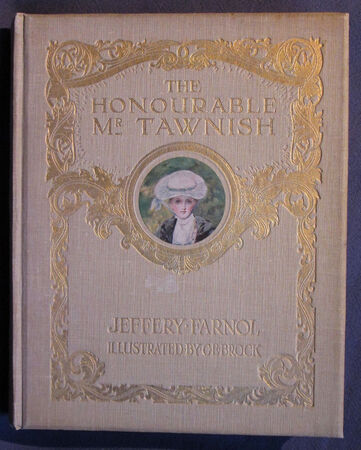 THE
HONOURABLE
MR TAWNISH
JEFFERY·FARNOL
ILLUSTRATED·BY·C·E·BROCK